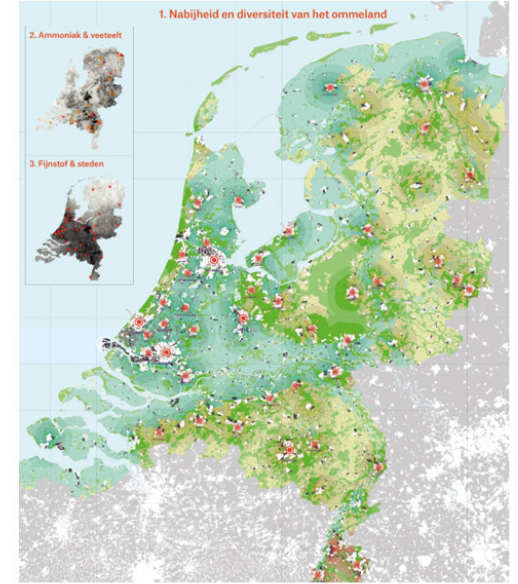 1. Nabijheid en diversiteit van het ommeland
2. Ammoniak & veeteelt
3. Fijnstof & steden